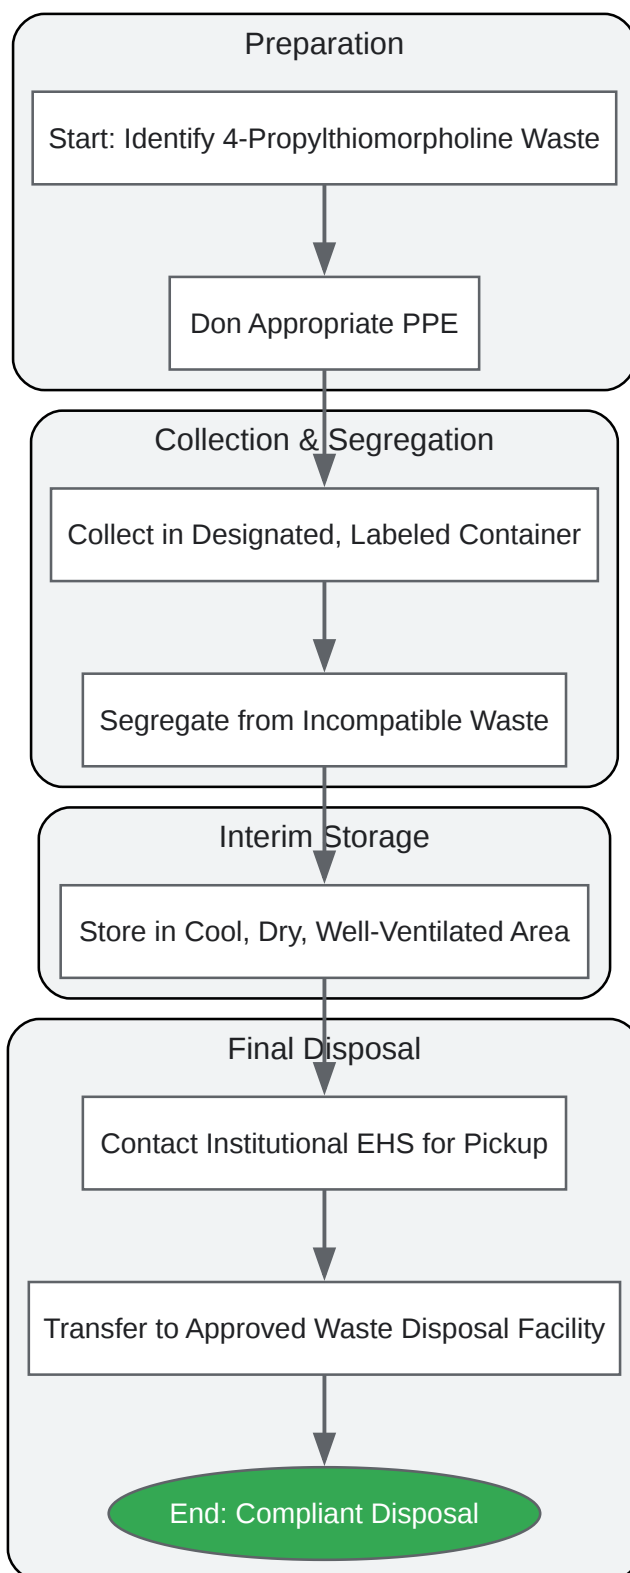 Preparation
Start: Identify 4-Propylthiomorpholine Waste
Don Appropriate PPE
Collection & Segregation
Collect in Designated, Labeled Container
Segregate from Incompatible Waste
Interim Storage
Store in Cool, Dry, Well-Ventilated Area
Final Disposal
Contact Institutional EHS for Pickup
Transfer to Approved Waste Disposal Facility
End: Compliant Disposal